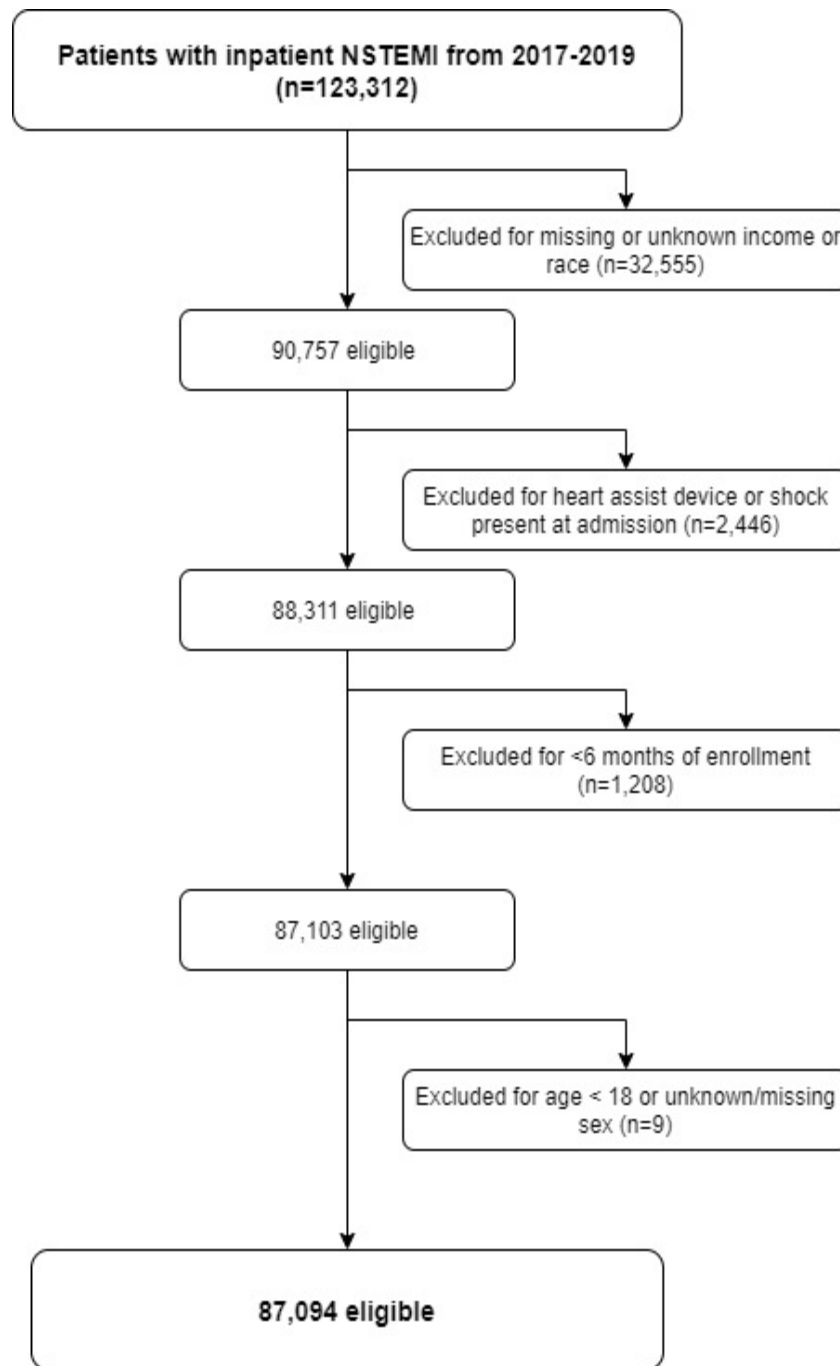 Patients with inpatient NSTEMI from 2017-2019
(n=123,312)
Excluded for missing or unknown income or
race (n=32,555)
90,757 eligible
Excluded for heart assist device or shock
present at admission (n=2,446)
88,311 eligible
Excluded for <6 months of enrollment
(n=1,208)
87,103 eligible
Excluded for age < 18 or unknown/missing
sex (n=9)
87,094 eligible